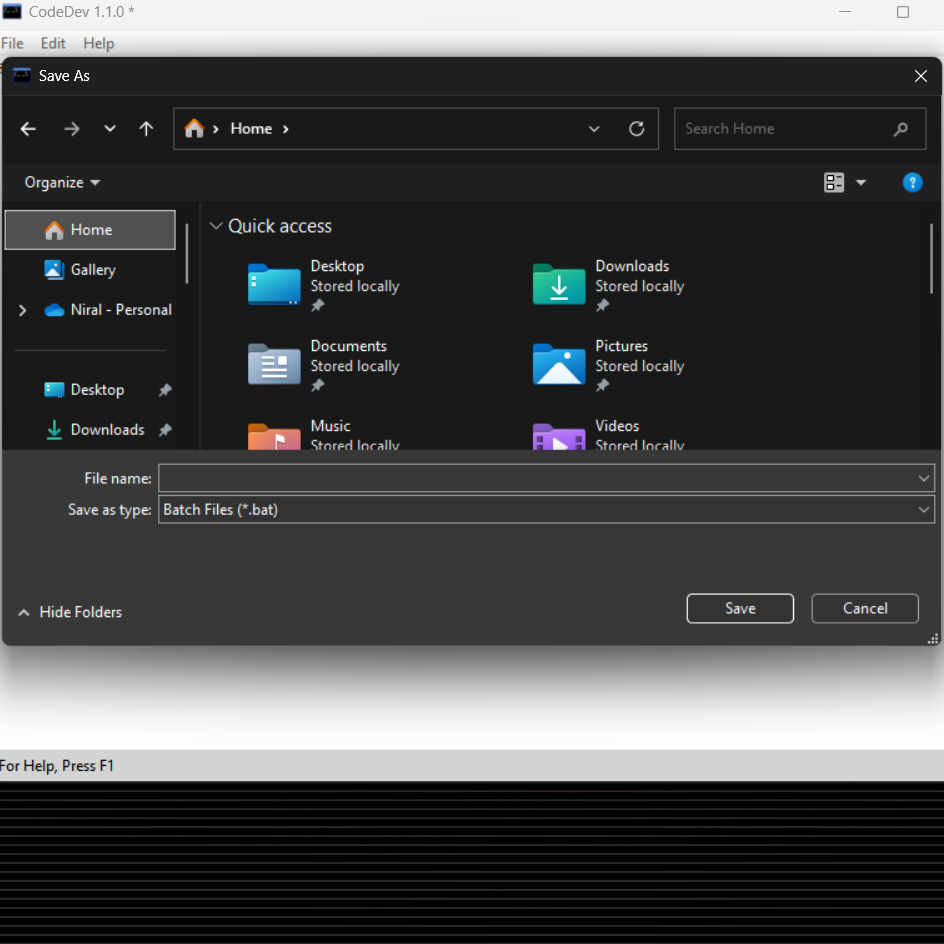 CodeDev 1.1.0 *
File Edit Help
Save As
Home
Search Home
Organize
Home
Gallery
Niral - Personal
Desktop
Downloads
Quick access
Desktop
Stored locally
Downloads
Stored locally
Documents
Stored locally
Pictures
Stored locally
Music
Stored locally
Videos
Stored locally
File name:
Save as type: Batch Files (*.bat)
Hide Folders
Save
Cancel
For Help, Press F1